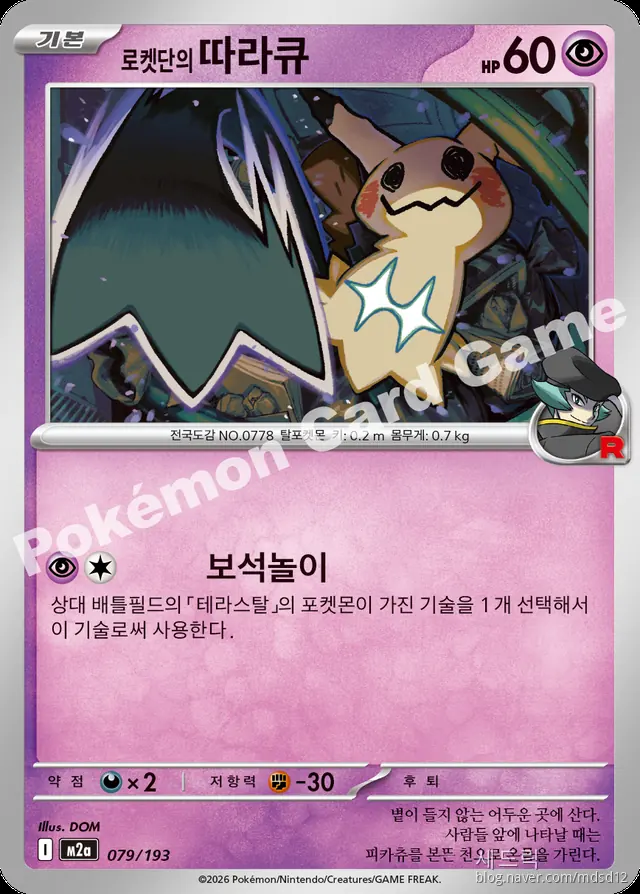 기본
로켓단의 따라큐
HP 60
전국도감 NO.0778 탈포켓몬 키: 0.2 m 몸무게: 0.7 kg
R
Pokémon Card Game
보석놀이
상대 배틀필드의 「테라스탈」의 포켓몬이 가진 기술을 1개 선택해서
이 기술로써 사용한다.
약점 ×2 저항력 -30 후퇴
볕이 들지 않는 어두운 곳에 산다.
Illus. DOM
사람들 앞에 나타날 때는
I m2a 079/193
피카츄를 본뜬 천으로 온몸을 가린다.
©2026 Pokémon/Nintendo/Creatures/GAME FREAK.
blog.naver.com/mdsd12